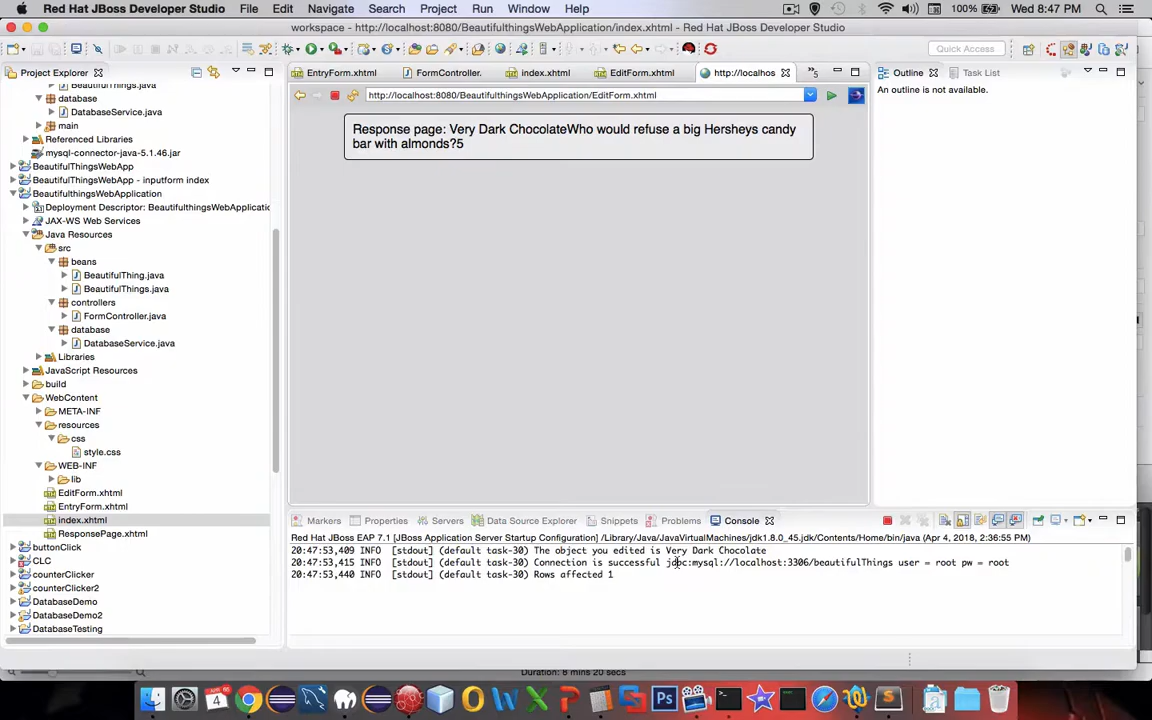 Red Hat JBoss Developer Studio File Edit Navigate Search Project Run Window Help 100% Wed 8:47 PM
workspace - http://localhost:8080/BeautifulthingsWebApplication/index.xhtml - Red Hat JBoss Developer Studio
Quick Access
Project Explorer
EntryForm.xhtml FormController. index.xhtml EditForm.xhtml http://localhos »5
Outline Task List
http://localhost:8080/BeautifulthingsWebApplication/EditForm.xhtml
An outline is not available.
BeautifulThings.java
database
DatabaseService.java
main
Referenced Libraries
mysql-connector-java-5.1.46.jar
BeautifulThingsWebApp
BeautifulThingsWebApp - inputform index
BeautifulthingsWebApplication
Deployment Descriptor: BeautifulthingsWebApplicatio
JAX-WS Web Services
Java Resources
src
beans
BeautifulThing.java
BeautifulThings.java
controllers
FormController.java
database
DatabaseService.java
Libraries
JavaScript Resources
build
WebContent
META-INF
resources
css
style.css
WEB-INF
lib
EditForm.xhtml
EntryForm.xhtml
index.xhtml
ResponsePage.xhtml
buttonClick
CLC
counterClicker
counterClicker2
DatabaseDemo
DatabaseDemo2
DatabaseTesting
Response page: Very Dark ChocolateWho would refuse a big Hersheys candy
bar with almonds?5
Markers Properties Servers Data Source Explorer Snippets Problems Console
Red Hat JBoss EAP 7.1 [JBoss Application Server Startup Configuration] /Library/Java/JavaVirtualMachines/jdk1.8.0_45.jdk/Contents/Home/bin/java (Apr 4, 2018, 2:36:55 PM)
20:47:53,409 INFO [stdout] (default task-30) The object you edited is Very Dark Chocolate
20:47:53,415 INFO [stdout] (default task-30) Connection is successful jdbc:mysql://localhost:3306/beautifulThings user = root pw = root
20:47:53,440 INFO [stdout] (default task-30) Rows affected 1
Duration: 6 mins 20 secs